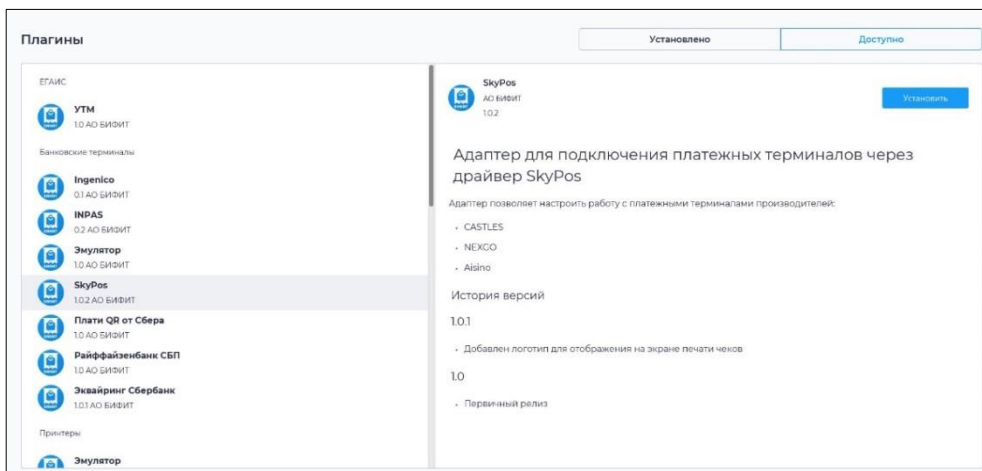 Плагины
Установлено
Доступно
ЕГАИС
УТМ
1.0 АО БИФИТ
Банковские терминалы
Ingenico
0.1 АО БИФИТ
INPAS
0.2 АО БИФИТ
Эмулятор
1.0 АО БИФИТ
SkyPos
1.0.2 АО БИФИТ
Плати QR от Сбера
1.0 АО БИФИТ
Райффайзенбанк СБП
1.0 АО БИФИТ
Эквайринг Сбербанк
1.0.1 АО БИФИТ
Принтеры
Эмулятор
SkyPos
АО БИФИТ
1.0.2
Установить
Адаптер для подключения платежных терминалов через
драйвер SkyPos
Адаптер позволяет настроить работу с платежными терминалами производителей:
• CASTLES
• NEXGO
• Aisino
История версий
1.0.1
• Добавлен логотип для отображения на экране печати чеков
1.0
• Первичный релиз